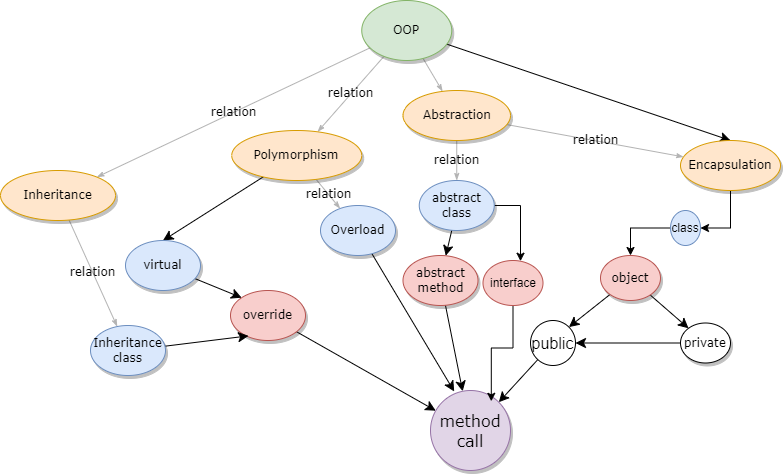 OOP
relation
relation
Abstraction
relation
Polymorphism
relation
Encapsulation
Inheritance
relation
abstract
class
Overload
class
relation
virtual
abstract
method
interface
object
override
Inheritance
class
public
private
method
call